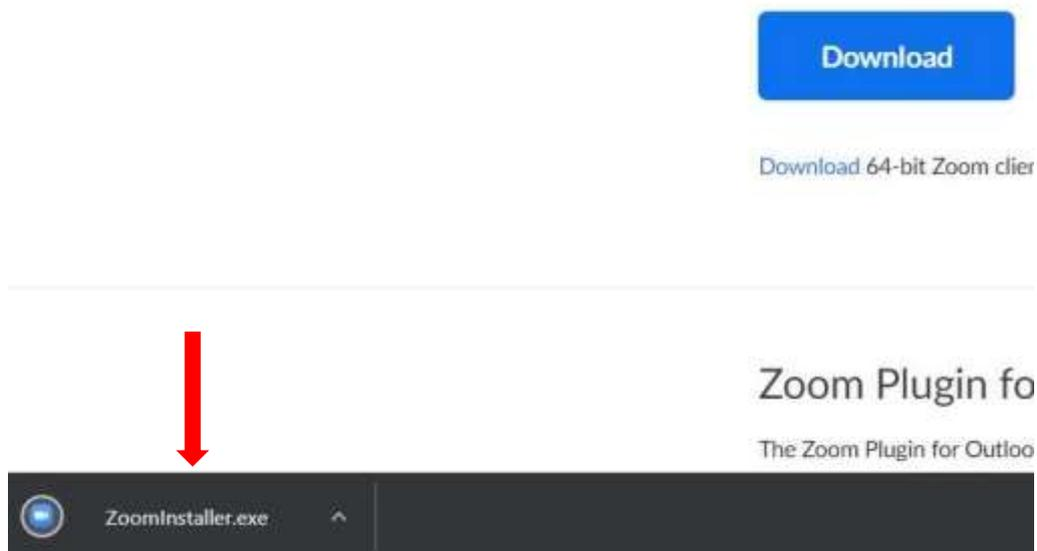 Download
Download 64-bit Zoom clier
Zoom Plugin fo
The Zoom Plugin for Outloo
ZoomInstaller.exe